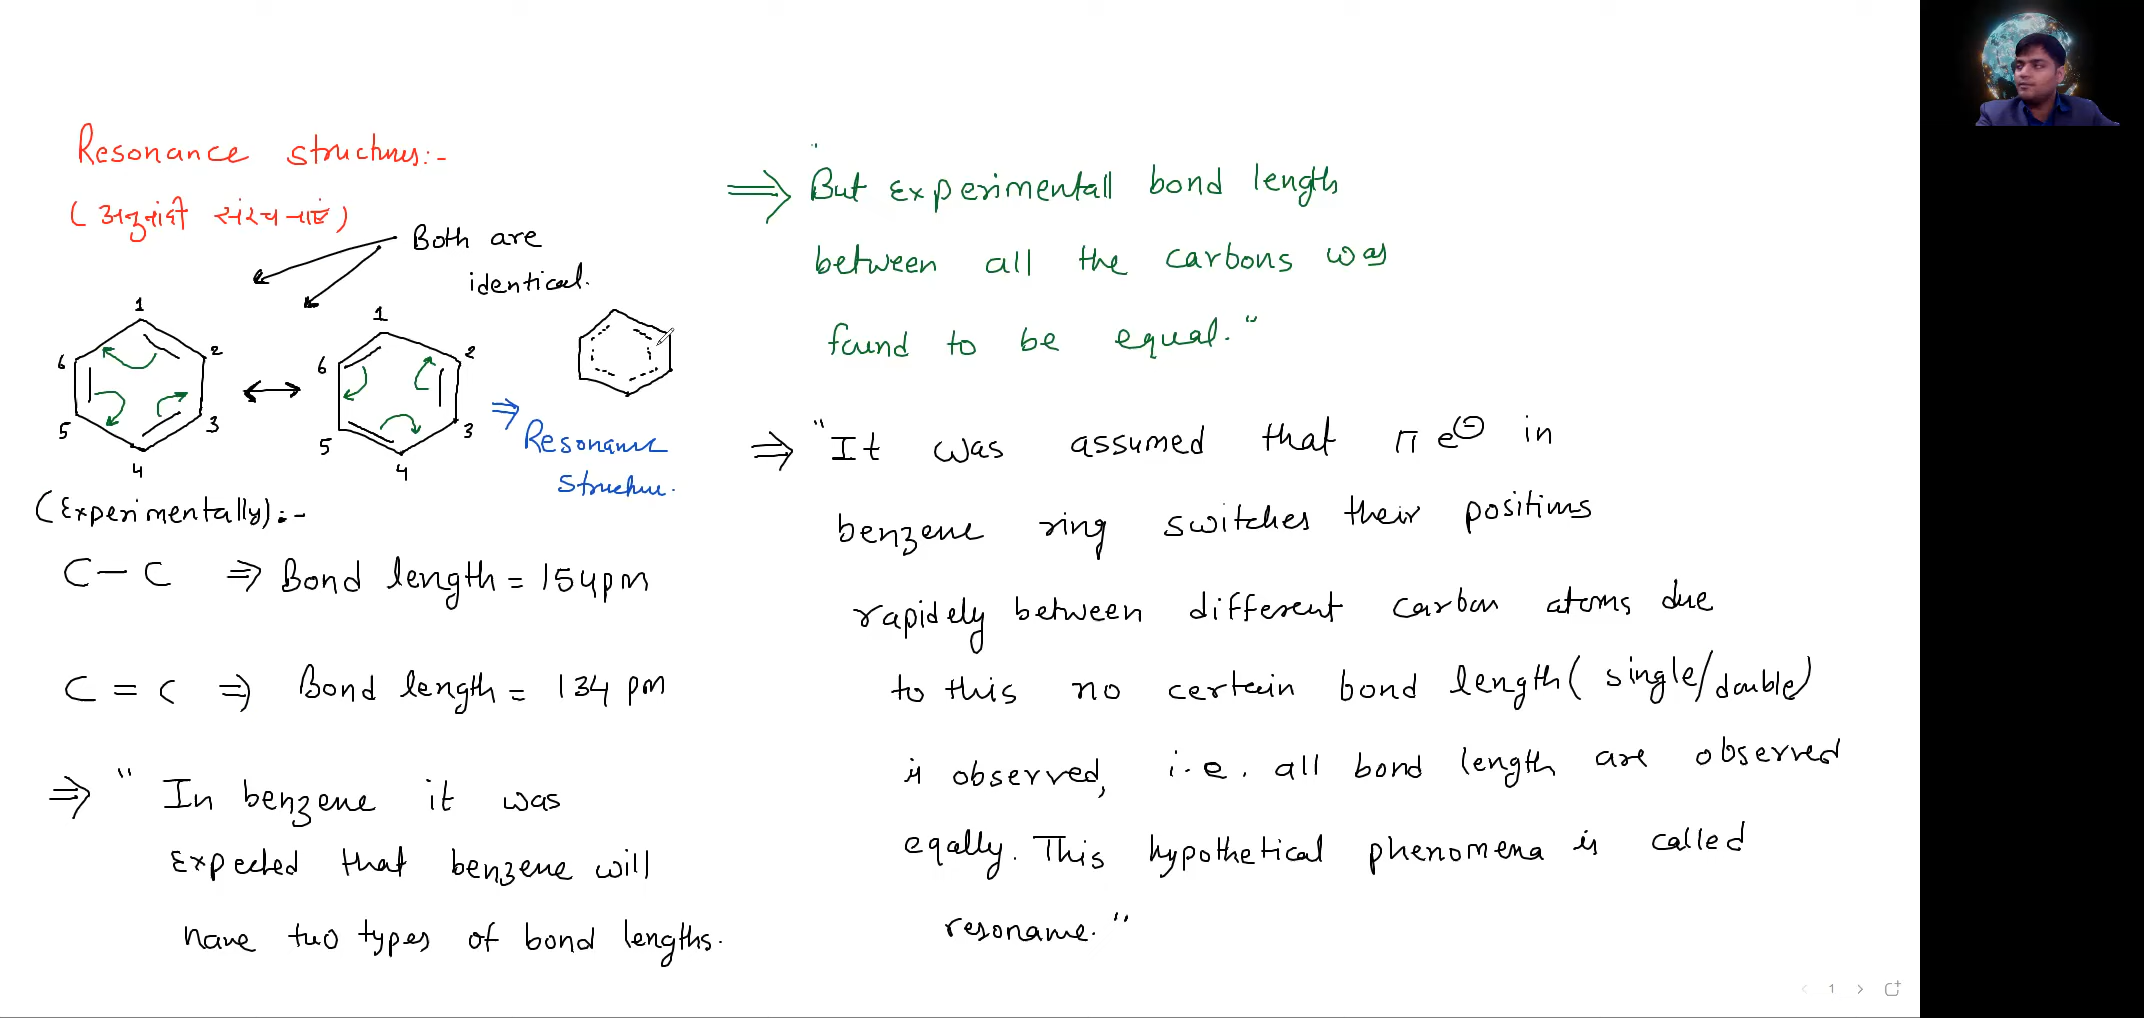 Resonance structures:-
(अनुनादी संरचनाएं)
Both are
identical.
1
2
3
4
5
6
1
2
3
4
5
6
⇒ Resonance
structure.
(Experimentally):-
C - C ⇒ Bond length = 154pm
C = C ⇒ Bond length = 134 pm
⇒ "In benzene it was
expected that benzene will
have two types of bond lengths.
⇒ "But experimentall bond length
between all the carbons was
found to be equal."
⇒ "It was assumed that π e⊖ in
benzene ring switches their positions
rapidely between different carbon atoms due
to this no certain bond length (single/double)
is observed, i.e. all bond length are observed
eqally. This hypothetical phenomena is called
resonance."
1